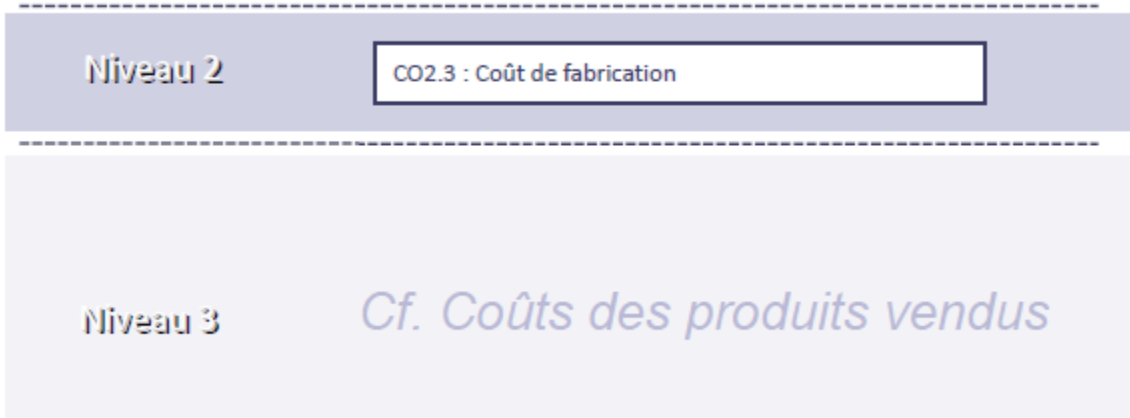 Niveau 2
CO2.3 : Coût de fabrication
Niveau 3
Cf. Coûts des produits vendus